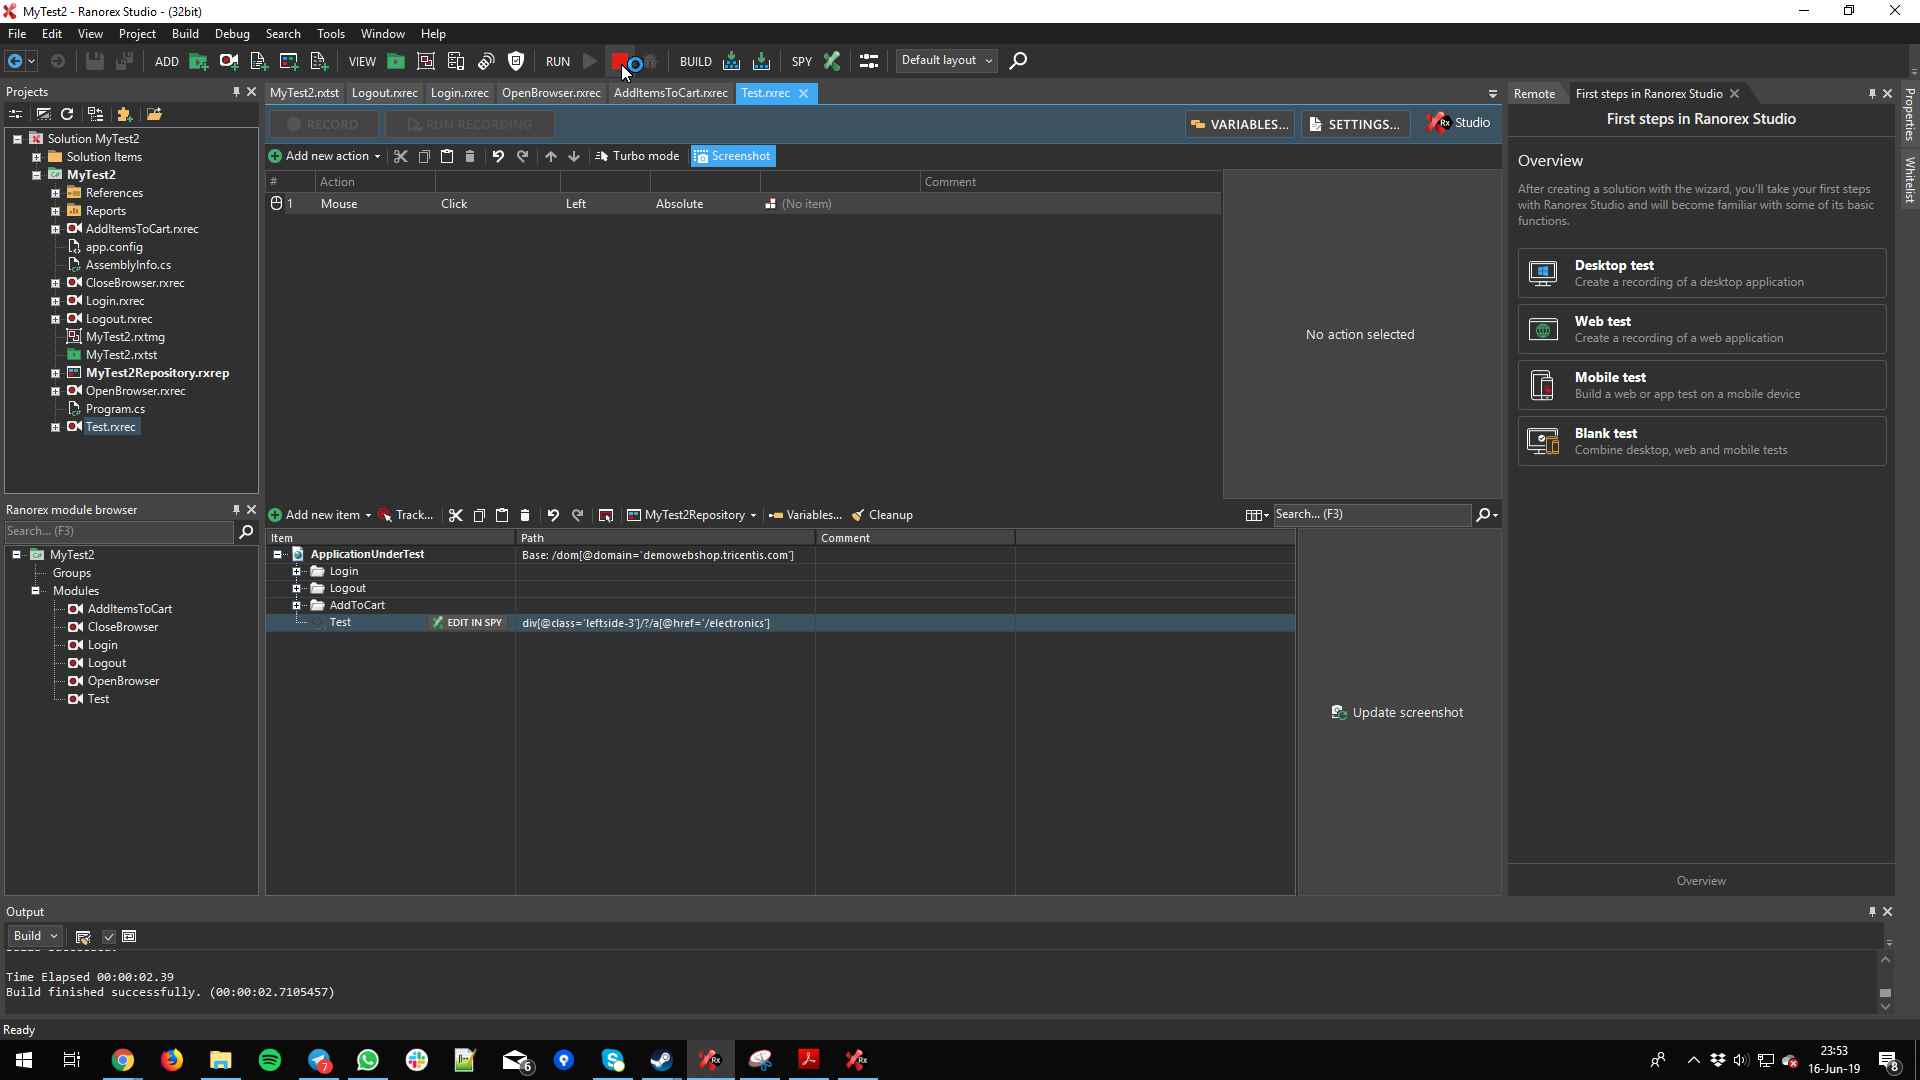 MyTest2 - Ranorex Studio - (32bit)
File Edit View Project Build Debug Search Tools Window Help
ADD VIEW RUN BUILD SPY Default layout
Projects
MyTest2.rxtst Logout.rxrec Login.rxrec OpenBrowser.rxrec AddItemsToCart.rxrec Test.rxrec
Remote First steps in Ranorex Studio
Properties
Whitelist
RECORD RUN RECORDING VARIABLES... SETTINGS... Rx Studio
Add new action Turbo mode Screenshot
# Action Comment
1 Mouse Click Left Absolute (No item)
No action selected
Solution MyTest2
Solution Items
MyTest2
References
Reports
AddItemsToCart.rxrec
app.config
AssemblyInfo.cs
CloseBrowser.rxrec
Login.rxrec
Logout.rxrec
MyTest2.rxtmg
MyTest2.rxtst
MyTest2Repository.rxrep
OpenBrowser.rxrec
Program.cs
Test.rxrec
First steps in Ranorex Studio
Overview
After creating a solution with the wizard, you'll take your first steps
with Ranorex Studio and will become familiar with some of its basic
functions.
Desktop test
Create a recording of a desktop application
Web test
Create a recording of a web application
Mobile test
Build a web or app test on a mobile device
Blank test
Combine desktop, web and mobile tests
Overview
Ranorex module browser
Search... (F3)
MyTest2
Groups
Modules
AddItemsToCart
CloseBrowser
Login
Logout
OpenBrowser
Test
Add new item Track... MyTest2Repository Variables... Cleanup Search... (F3)
Item Path Comment
ApplicationUnderTest Base: /dom[@domain='demowebshop.tricentis.com']
Login
Logout
AddToCart
Test EDIT IN SPY div[@class='leftside-3']/?/a[@href='/electronics']
Update screenshot
Output
Build
Time Elapsed 00:00:02.39
Build finished successfully. (00:00:02.7105457)
Ready
7
6
Rx
Rx
23:53
16-Jun-19
8